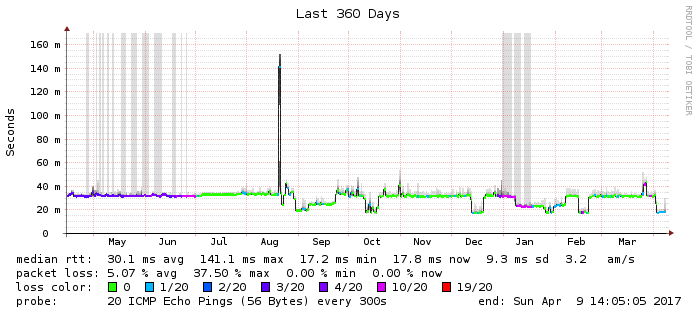 Last 360 Days
RRDTOOL / TOBI OETIKER
Seconds
160 m
140 m
120 m
100 m
80 m
60 m
40 m
20 m
0
May Jun Jul Aug Sep Oct Nov Dec Jan Feb Mar
median rtt: 30.1 ms avg 141.1 ms max 17.2 ms min 17.8 ms now 9.3 ms sd 3.2 am/s
packet loss: 5.07 % avg 37.50 % max 0.00 % min 0.00 % now
loss color: 0 1/20 2/20 3/20 4/20 10/20 19/20
probe: 20 ICMP Echo Pings (56 Bytes) every 300s end: Sun Apr 9 14:05:05 2017